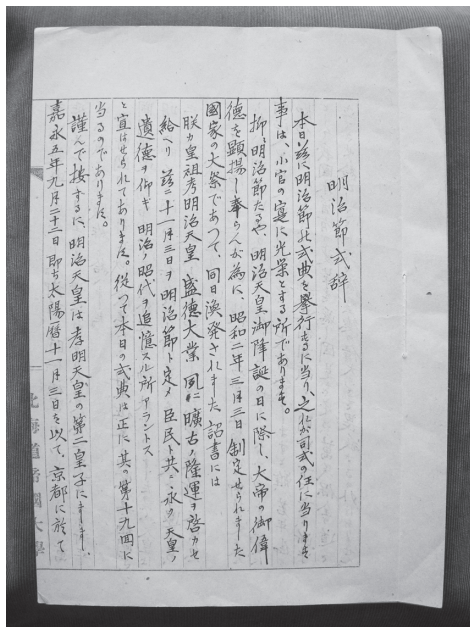 明治節式辞
本日茲に明治節の式典を擧行するに当り、之れが司式の任に当ります
事は、小官の寔に光栄とする所であります。
抑々明治節たるや、明治天皇御降誕の日に際し、大帝の御偉
徳を顕揚し奉らんが為に、昭和二年三月三日制定せられました
國家の大祭であつて、同日渙発されました詔書には
朕カ皇祖考明治天皇盛徳大業夙ニ曠古ノ隆運ヲ啓カセ
給ヘリ茲ニ十一月三日ヲ明治節ト定メ臣民ト共ニ永ク天皇ノ
遺徳ヲ仰ギ明治ノ昭代ヲ追憶スル所アラントス
と宣はせられてあります。従つて本日の式典は正に其の第十九回に
当るのであります。
謹んで按するに、明治天皇は孝明天皇の第二皇子にまします、
嘉永五年九月二十二日即ち太陽暦十一月三日を以て、京都に於て
北海道帝國大學